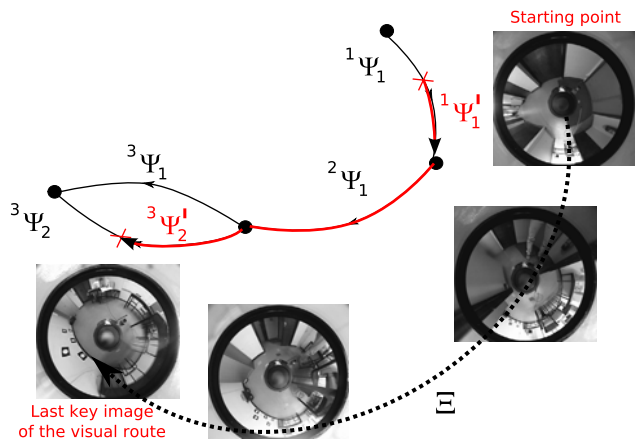 Starting point
¹Ψ₁
¹Ψ₁'
³Ψ₁
²Ψ₁
³Ψ₂
³Ψ₂'
Ξ
Last key image
of the visual route